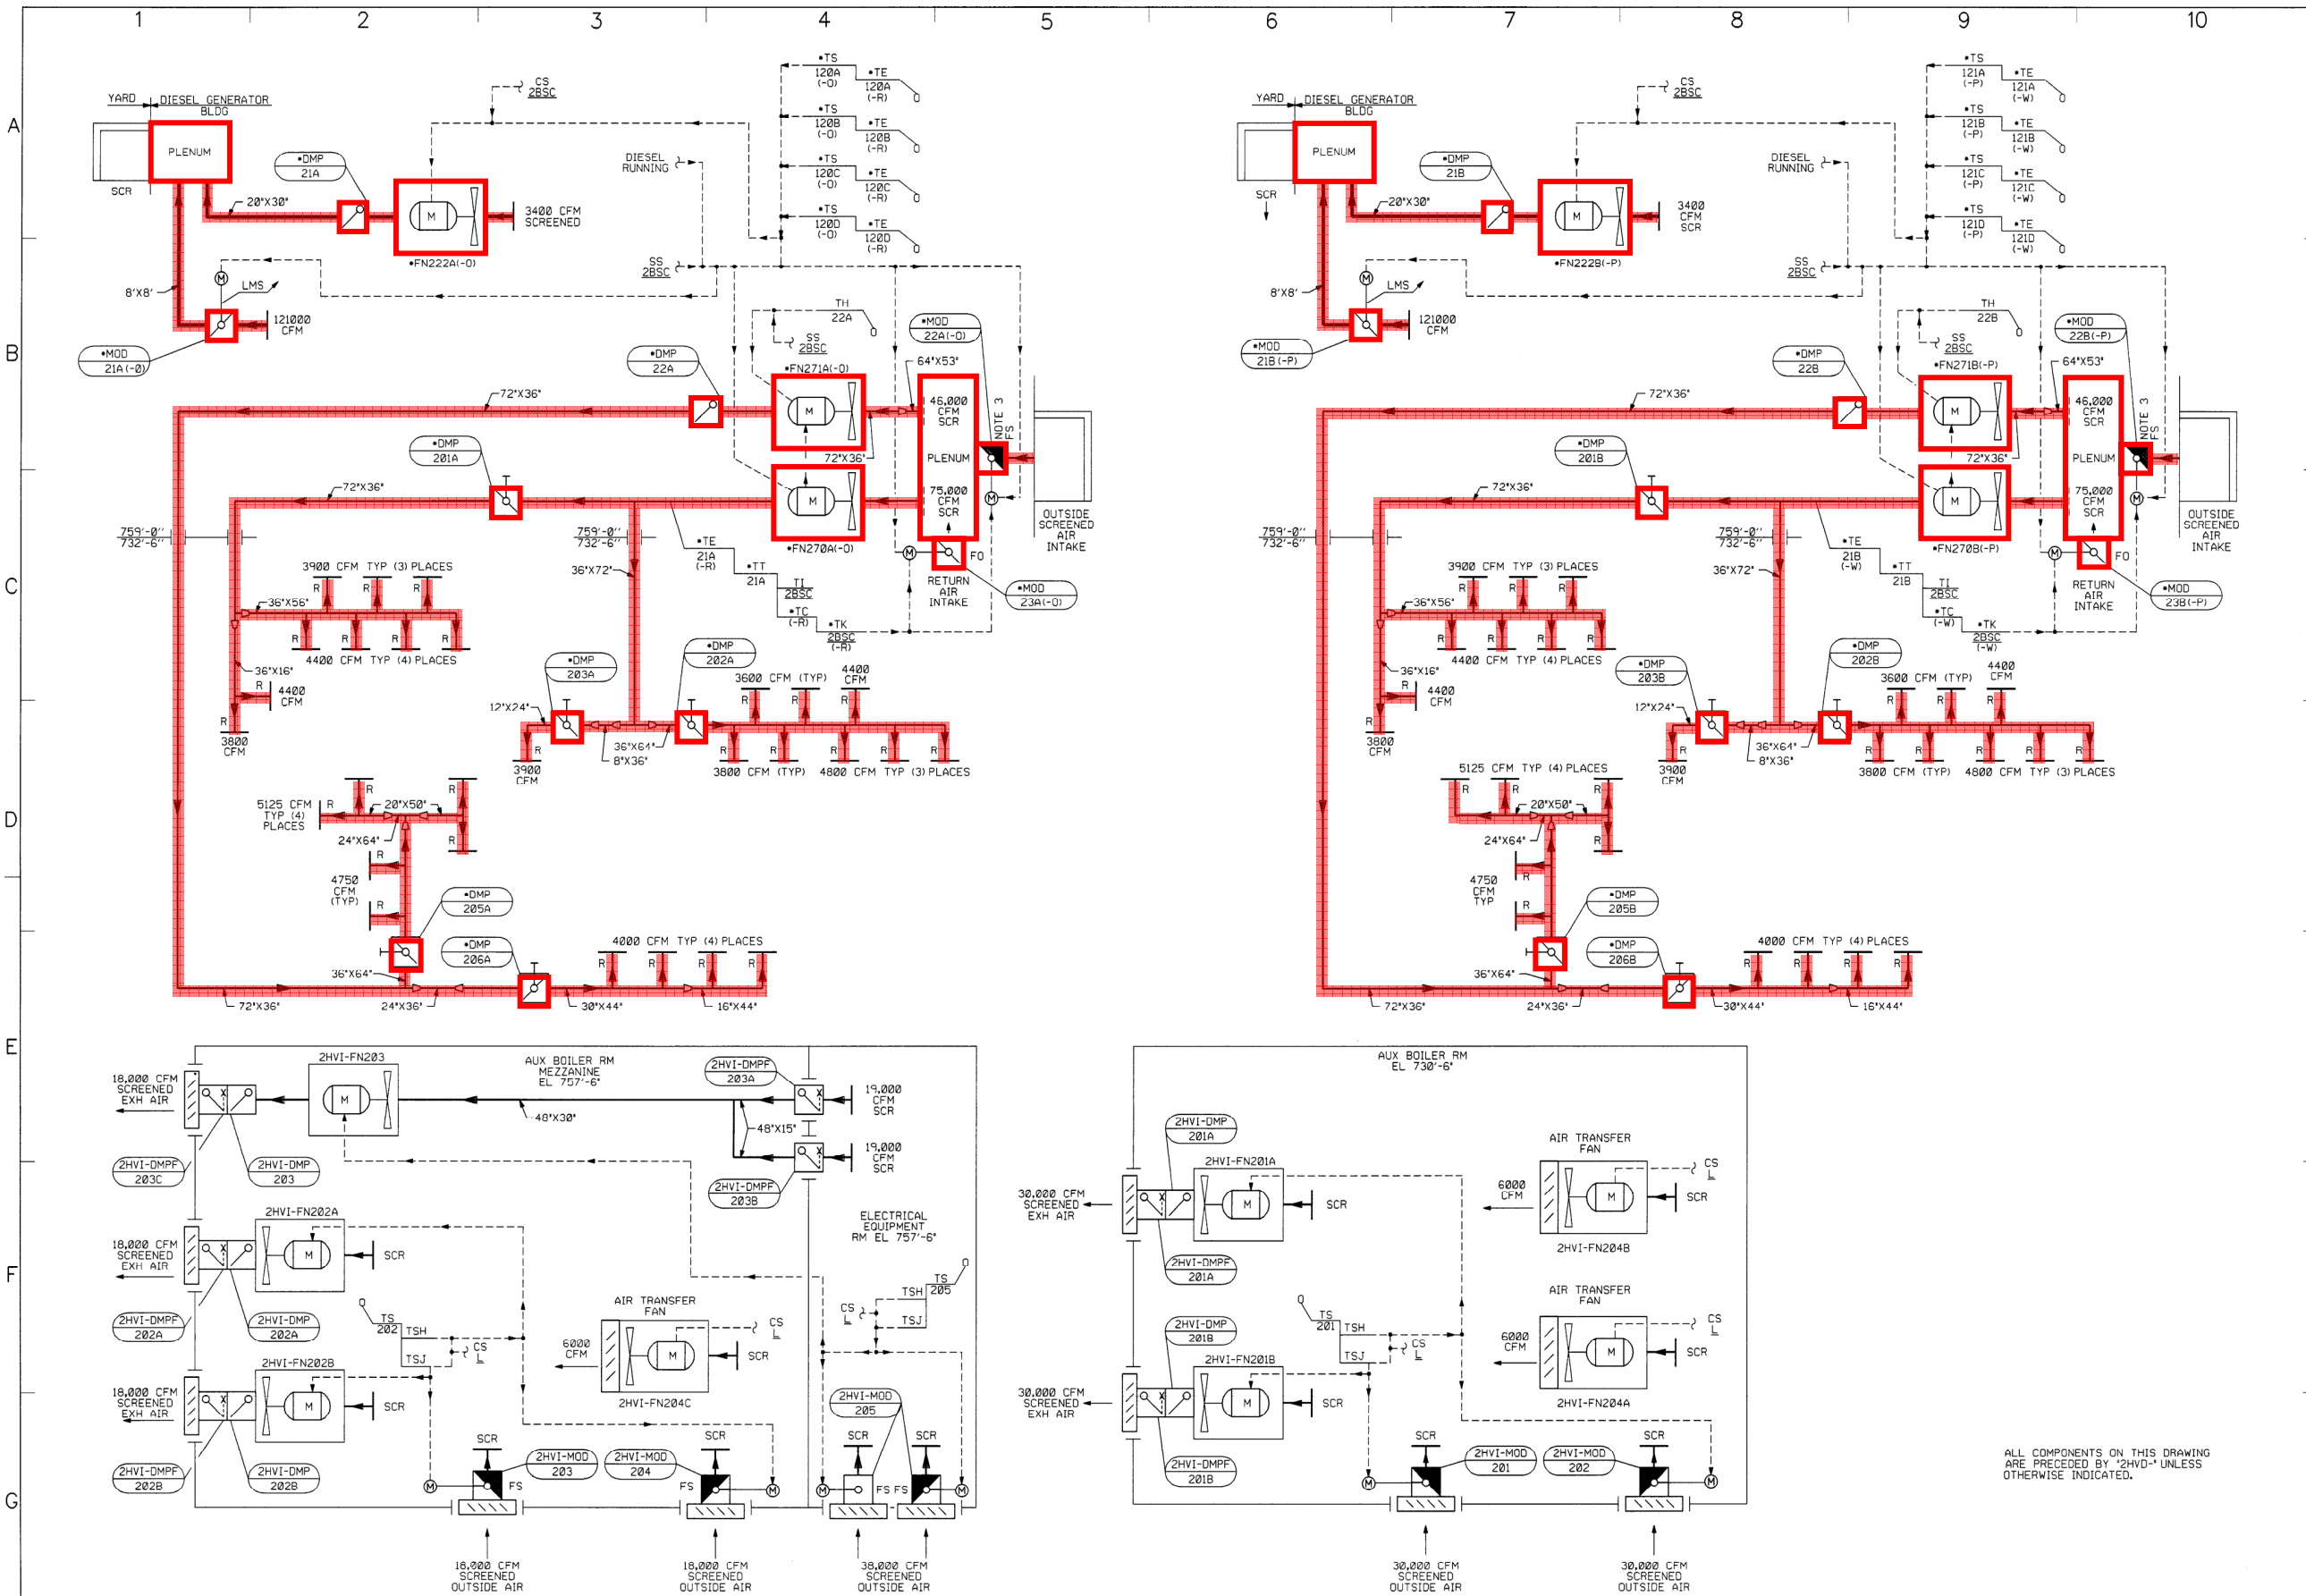 1
2
3
4
5
6
7
8
9
10
A
B
C
D
E
F
G
YARD
DIESEL GENERATOR
BLDG
PLENUM
SCR
•DMP
21A
20"X30"
M
3400 CFM
SCREENED
•FN222A(-O)
CS
2BSC
DIESEL
RUNNING
•TS
120A
(-O)
•TE
120A
(-R)
•TS
120B
(-O)
•TE
120B
(-R)
•TS
120C
(-O)
•TE
120C
(-R)
•TS
120D
(-O)
•TE
120D
(-R)
SS
2BSC
8'X8'
M
LMS
121000
CFM
•MOD
21A(-O)
•DMP
22A
TH
22A
SS
2BSC
•FN271A(-O)
M
•MOD
22A(-O)
64"X53"
46,000
CFM
SCR
NOTE 3
FS
72"X36"
•DMP
201A
72"X36"
PLENUM
72"X36"
M
75,000
CFM
SCR
M
OUTSIDE
SCREENED
AIR
INTAKE
•FN270A(-O)
759'-0"
732'-6"
759'-0"
732'-6"
•TE
21A
(-R)
36"X72"
•TT
21A
TI
2BSC
•TC
(-R)
•TK
2BSC
(-R)
M
FO
RETURN
AIR
INTAKE
•MOD
23A(-O)
3900 CFM TYP (3) PLACES
R R R
36"X56"
R R R R
4400 CFM TYP (4) PLACES
36"X16"
R
4400
CFM
R
3800
CFM
•DMP
203A
•DMP
202A
3600 CFM (TYP)
4400
CFM
R R R
12"X24"
36"X64"
8"X36"
R
3900
CFM
R R R R R
3800 CFM (TYP)
4800 CFM TYP (3) PLACES
5125 CFM
TYP (4)
PLACES
R R R
20"X50"
24"X64"
R
R
4750
CFM
(TYP)
R
•DMP
205A
•DMP
206A
4000 CFM TYP (4) PLACES
R R R R
36"X64"
72"X36"
24"X36"
30"X44"
16"X44"
YARD
DIESEL GENERATOR
BLDG
PLENUM
SCR
•DMP
21B
20"X30"
M
3400
CFM
SCR
•FN222B(-P)
CS
2BSC
DIESEL
RUNNING
•TS
121A
(-P)
•TE
121A
(-W)
•TS
121B
(-P)
•TE
121B
(-W)
•TS
121C
(-P)
•TE
121C
(-W)
•TS
121D
(-P)
•TE
121D
(-W)
SS
2BSC
8'X8'
M
LMS
121000
CFM
•MOD
21B(-P)
•DMP
22B
TH
22B
SS
2BSC
•FN271B(-P)
M
•MOD
22B(-P)
64"X53"
46,000
CFM
SCR
NOTE 3
FS
72"X36"
•DMP
201B
72"X36"
PLENUM
72"X36"
M
75,000
CFM
SCR
M
OUTSIDE
SCREENED
AIR
INTAKE
•FN270B(-P)
759'-0"
732'-6"
759'-0"
732'-6"
•TE
21B
(-W)
36"X72"
•TT
21B
TI
2BSC
•TC
(-W)
•TK
2BSC
(-W)
M
FO
RETURN
AIR
INTAKE
•MOD
23B(-P)
3900 CFM TYP (3) PLACES
R R R
36"X56"
R R R R
4400 CFM TYP (4) PLACES
36"X16"
R
4400
CFM
R
3800
CFM
•DMP
203B
•DMP
202B
3600 CFM (TYP)
4400
CFM
R R R
12"X24"
36"X64"
8"X36"
R
3900
CFM
R R R R R
3800 CFM (TYP)
4800 CFM TYP (3) PLACES
5125 CFM TYP (4) PLACES
R R R
20"X50"
24"X64"
R
R
4750
CFM
TYP
R
•DMP
205B
•DMP
206B
4000 CFM TYP (4) PLACES
R R R R
36"X64"
72"X36"
24"X36"
30"X44"
16"X44"
2HVI-FN203
AUX BOILER RM
MEZZANINE
EL 757'-6"
18,000 CFM
SCREENED
EXH AIR
X
M
48"X30"
2HVI-DMPF
203A
X
19,000
CFM
SCR
48"X15"
X
19,000
CFM
SCR
2HVI-DMPF
203B
2HVI-DMPF
203C
2HVI-DMP
203
2HVI-FN202A
18,000 CFM
SCREENED
EXH AIR
X
M
SCR
ELECTRICAL
EQUIPMENT
RM EL 757'-6"
2HVI-DMPF
202A
2HVI-DMP
202A
TS
202
TSH
TSJ
CS
L
AIR TRANSFER
FAN
6000
CFM
M
CS
L
SCR
2HVI-FN204C
TS
205
TSH
TSJ
CS
L
2HVI-FN202B
18,000 CFM
SCREENED
EXH AIR
X
M
SCR
2HVI-DMPF
202B
2HVI-DMP
202B
SCR
M
FS
2HVI-MOD
203
2HVI-MOD
204
SCR
FS
M
2HVI-MOD
205
SCR
M
FS
SCR
FS
M
18,000 CFM
SCREENED
OUTSIDE AIR
18,000 CFM
SCREENED
OUTSIDE AIR
38,000 CFM
SCREENED
OUTSIDE AIR
AUX BOILER RM
EL 730'-6"
2HVI-DMP
201A
2HVI-FN201A
30,000 CFM
SCREENED
EXH AIR
X
M
SCR
2HVI-DMPF
201A
AIR TRANSFER
FAN
6000
CFM
M
CS
L
SCR
2HVI-FN204B
TS
201
TSH
TSJ
CS
L
2HVI-DMP
201B
2HVI-FN201B
30,000 CFM
SCREENED
EXH AIR
X
M
SCR
2HVI-DMPF
201B
AIR TRANSFER
FAN
6000
CFM
M
CS
L
SCR
2HVI-FN204A
SCR
M
2HVI-MOD
201
2HVI-MOD
202
SCR
M
30,000 CFM
SCREENED
OUTSIDE AIR
30,000 CFM
SCREENED
OUTSIDE AIR
ALL COMPONENTS ON THIS DRAWING
ARE PRECEDED BY "2HVD-" UNLESS
OTHERWISE INDICATED.